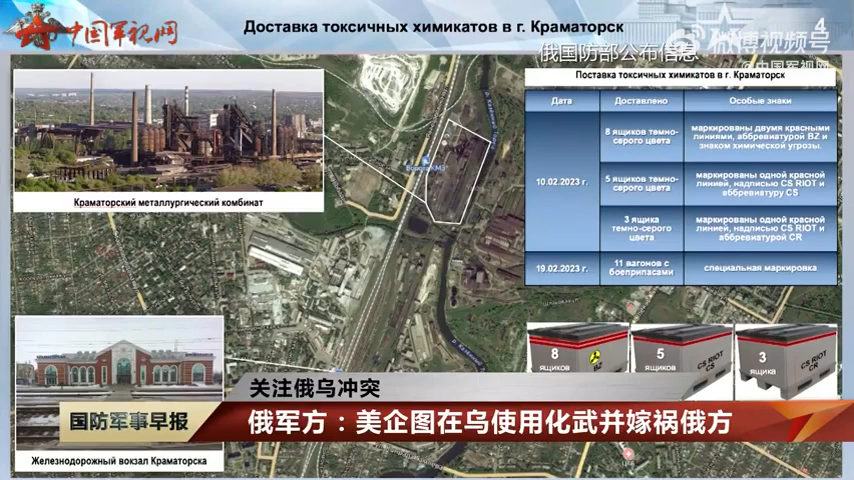 中国军视网
Доставка токсичных химикатов в г. Краматорск
4
微博视频号
俄国防部公布信息
@中国军视网
Поставка токсичных химикатов в г. Краматорск
Дата
Доставлено
Особые знаки
10.02.2023 г.
8 ящиков темно-
серого цвета
маркированы двумя красными
линиями, аббревиатурой BZ и
знаком химической угрозы.
5 ящиков темно-
серого цвета
маркированы одной красной
линией, надписью CS RIOT и
аббревиатуру CS
3 ящика
темно-серого
цвета
маркированы одной красной
линией, надписью CS RIOT и
аббревиатурой CR
19.02.2023 г.
11 вагонов с
боеприпасами
специальная маркировка
Краматорский металлургический комбинат
8
ящиков
BZ
5
ящиков
CS RIOT
CS
3
ящика
CS RIOT
CR
关注俄乌冲突
国防军事早报
俄军方：美企图在乌使用化武并嫁祸俄方
Железнодорожный вокзал Краматорска